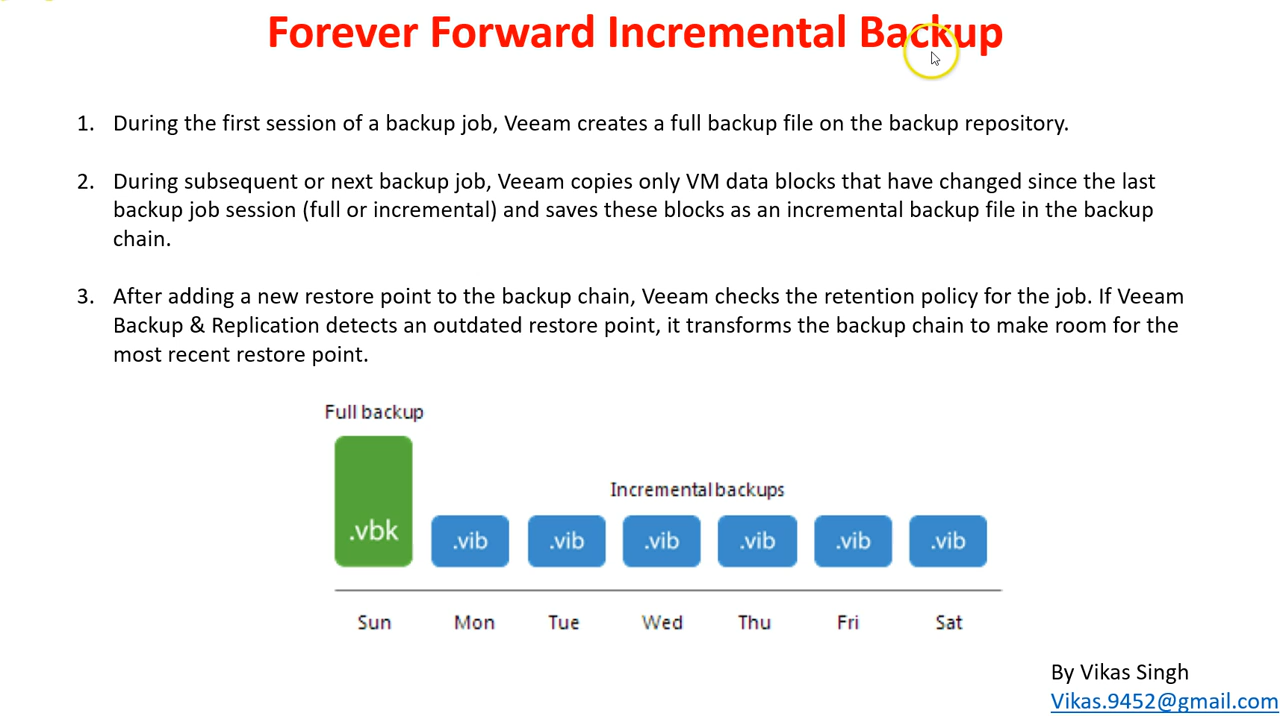 Forever Forward Incremental Backup
1. During the first session of a backup job, Veeam creates a full backup file on the backup repository.
2. During subsequent or next backup job, Veeam copies only VM data blocks that have changed since the last
backup job session (full or incremental) and saves these blocks as an incremental backup file in the backup
chain.
3. After adding a new restore point to the backup chain, Veeam checks the retention policy for the job. If Veeam
Backup & Replication detects an outdated restore point, it transforms the backup chain to make room for the
most recent restore point.
Full backup
Incremental backups
.vbk .vib .vib .vib .vib .vib .vib
Sun Mon Tue Wed Thu Fri Sat
By Vikas Singh
Vikas.9452@gmail.com